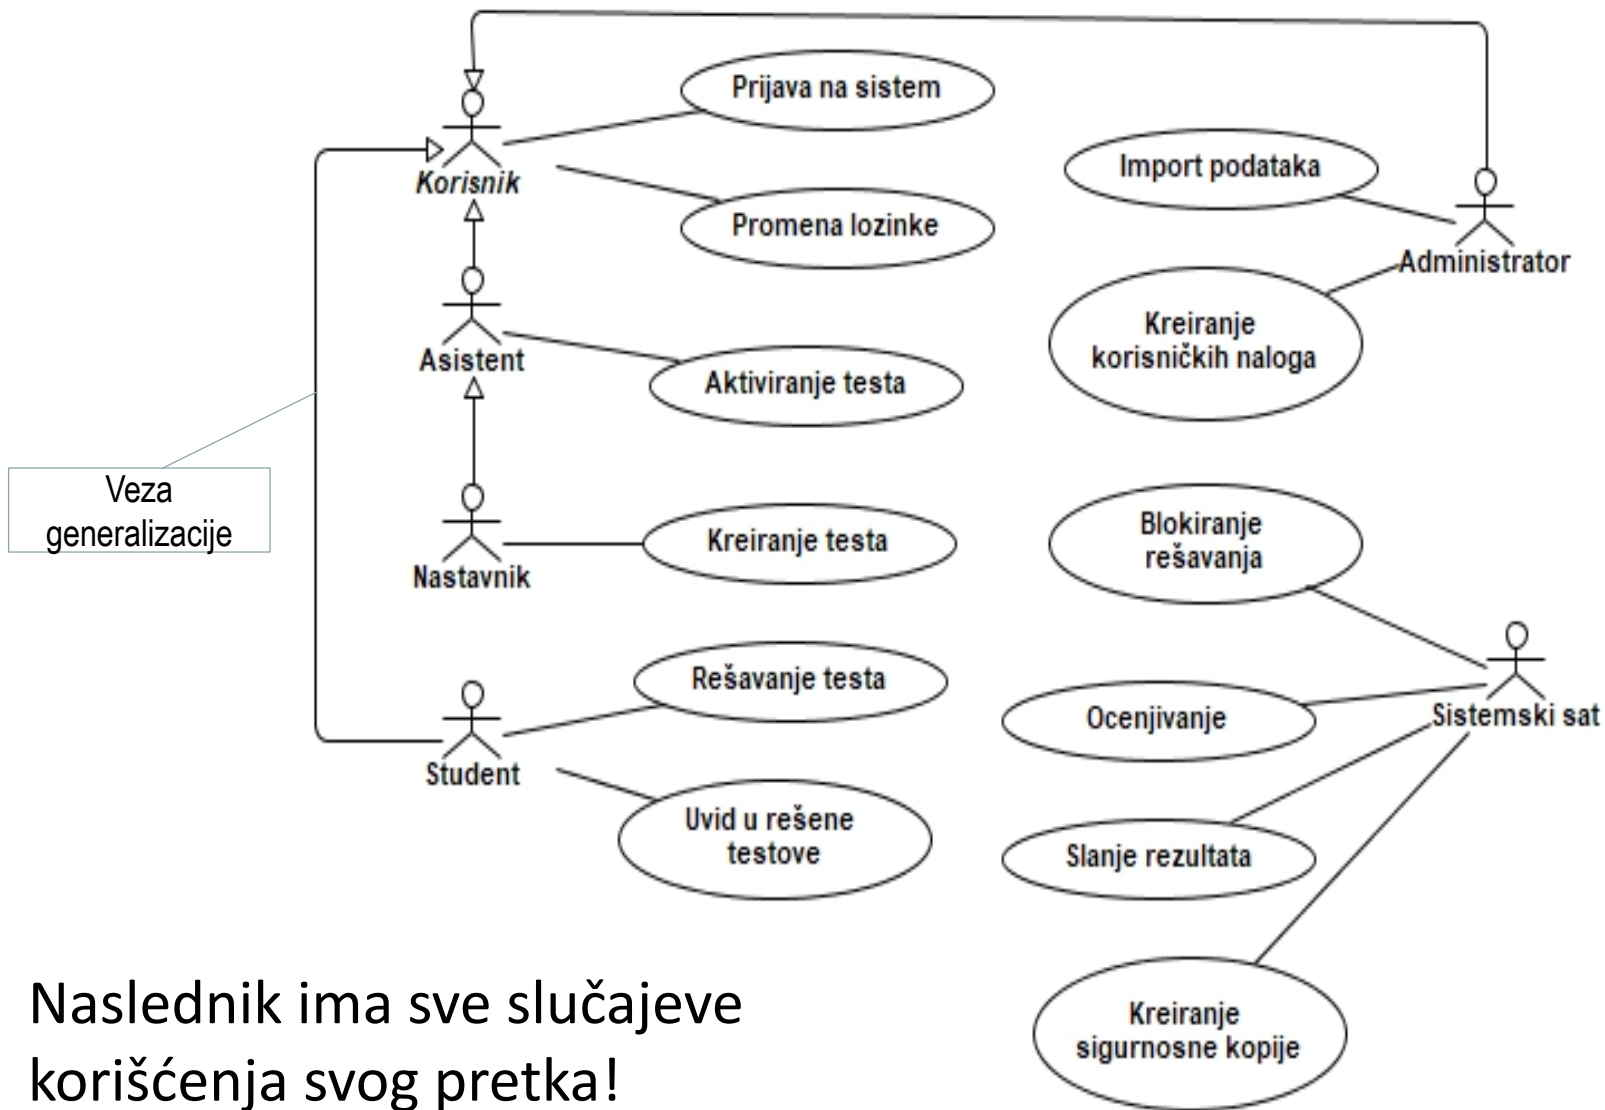 Prijava na sistem
Import podataka
Korisnik
Promena lozinke
Administrator
Kreiranje
korisničkih naloga
Asistent
Aktiviranje testa
Veza
generalizacije
Blokiranje
rešavanja
Kreiranje testa
Nastavnik
Rešavanje testa
Ocenjivanje
Sistemski sat
Student
Uvid u rešene
testove
Slanje rezultata
Kreiranje
sigurnosne kopije
Naslednik ima sve slučajeve
korišćenja svog pretka!